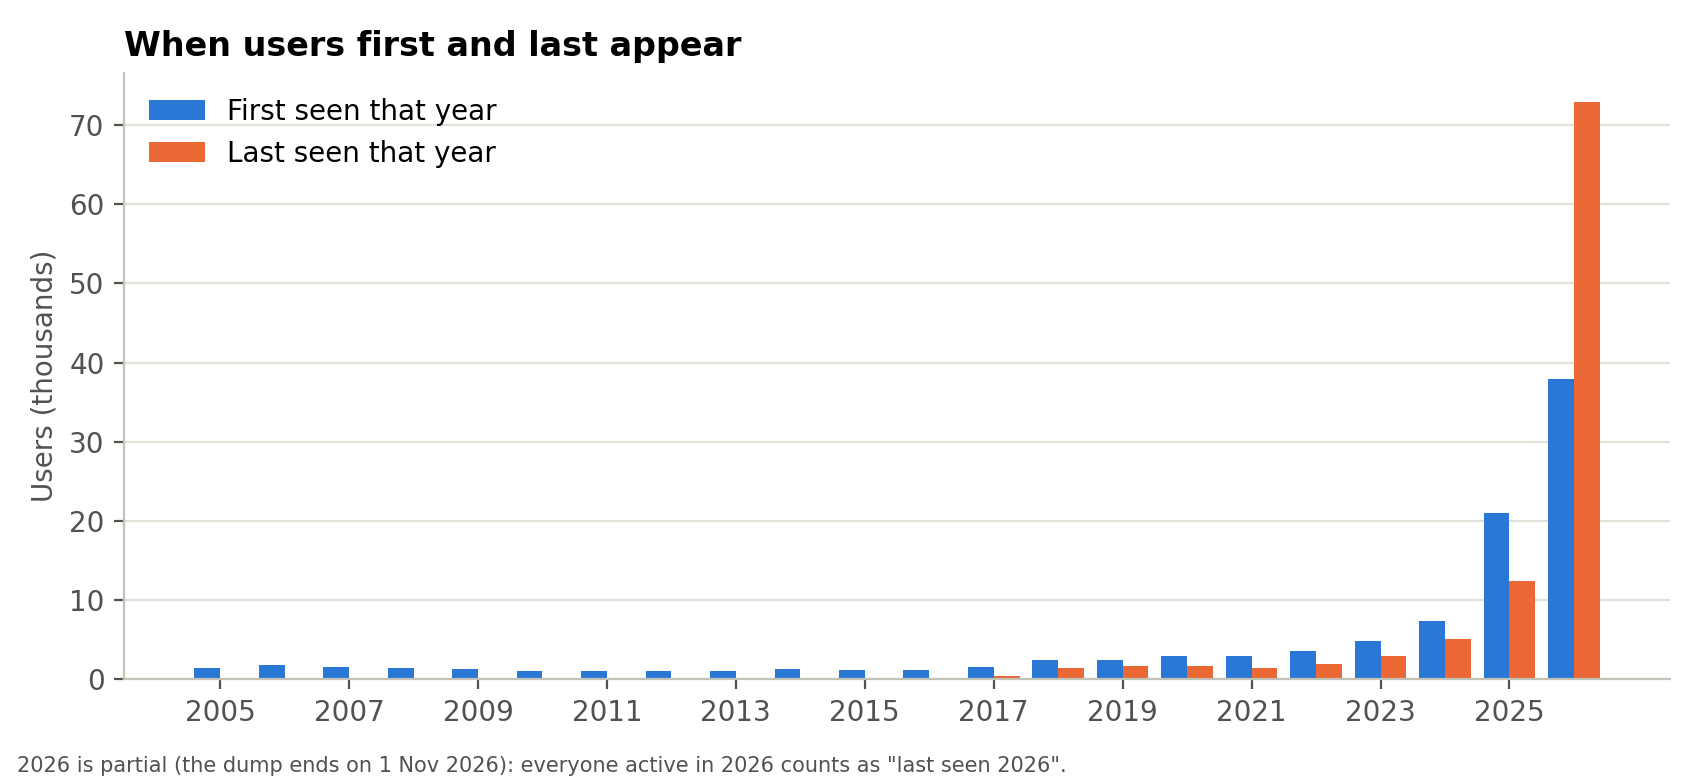 When users first and last appear
First seen that year
Last seen that year
Users (thousands)
70
60
50
40
30
20
10
0
2005 2007 2009 2011 2013 2015 2017 2019 2021 2023 2025
2026 is partial (the dump ends on 1 Nov 2026): everyone active in 2026 counts as "last seen 2026".